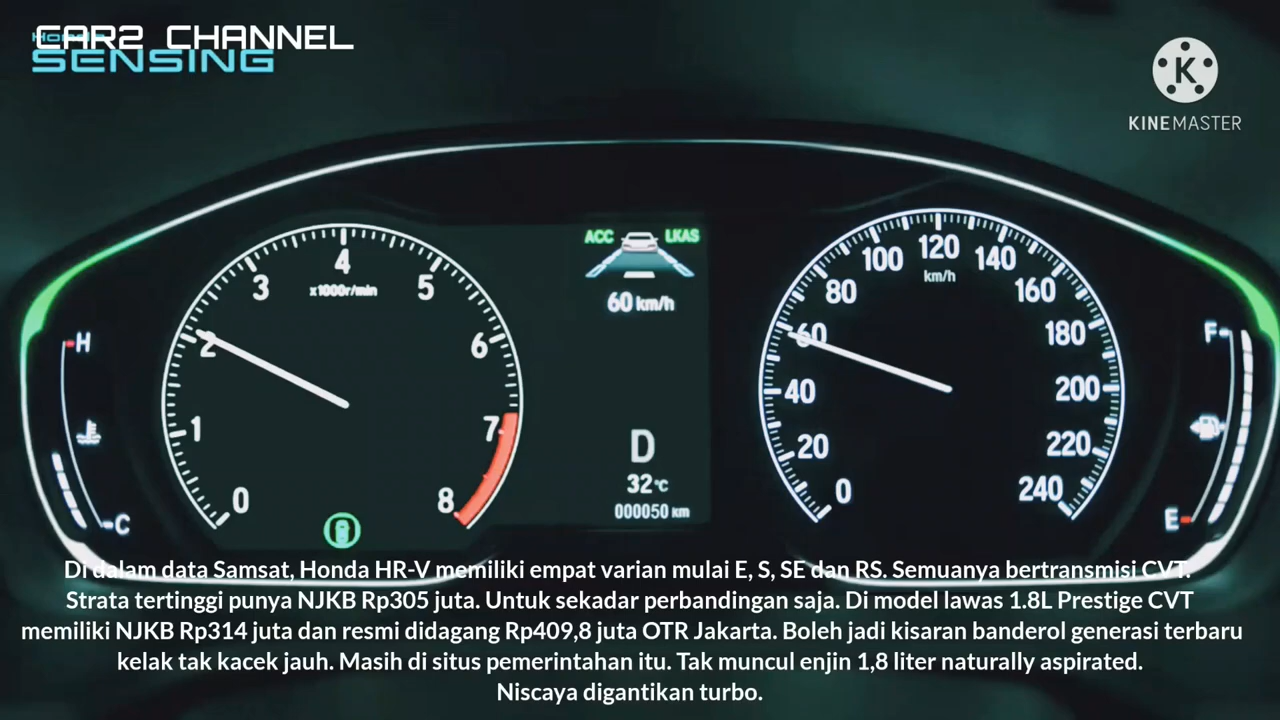 CAR2 CHANNEL
Honda
SENSING
K
KINEMASTER
ACC LKAS
60 km/h
D
32°C
000050 km
0
1
2
3
4
5
6
7
8
x1000r/min
0
20
40
60
80
100
120
140
160
180
200
220
240
km/h
H
C
F
E
Di dalam data Samsat, Honda HR-V memiliki empat varian mulai E, S, SE dan RS. Semuanya bertransmisi CVT.
Strata tertinggi punya NJKB Rp305 juta. Untuk sekadar perbandingan saja. Di model lawas 1.8L Prestige CVT
memiliki NJKB Rp314 juta dan resmi didagang Rp409,8 juta OTR Jakarta. Boleh jadi kisaran banderol generasi terbaru
kelak tak kacek jauh. Masih di situs pemerintahan itu. Tak muncul enjin 1,8 liter naturally aspirated.
Niscaya digantikan turbo.